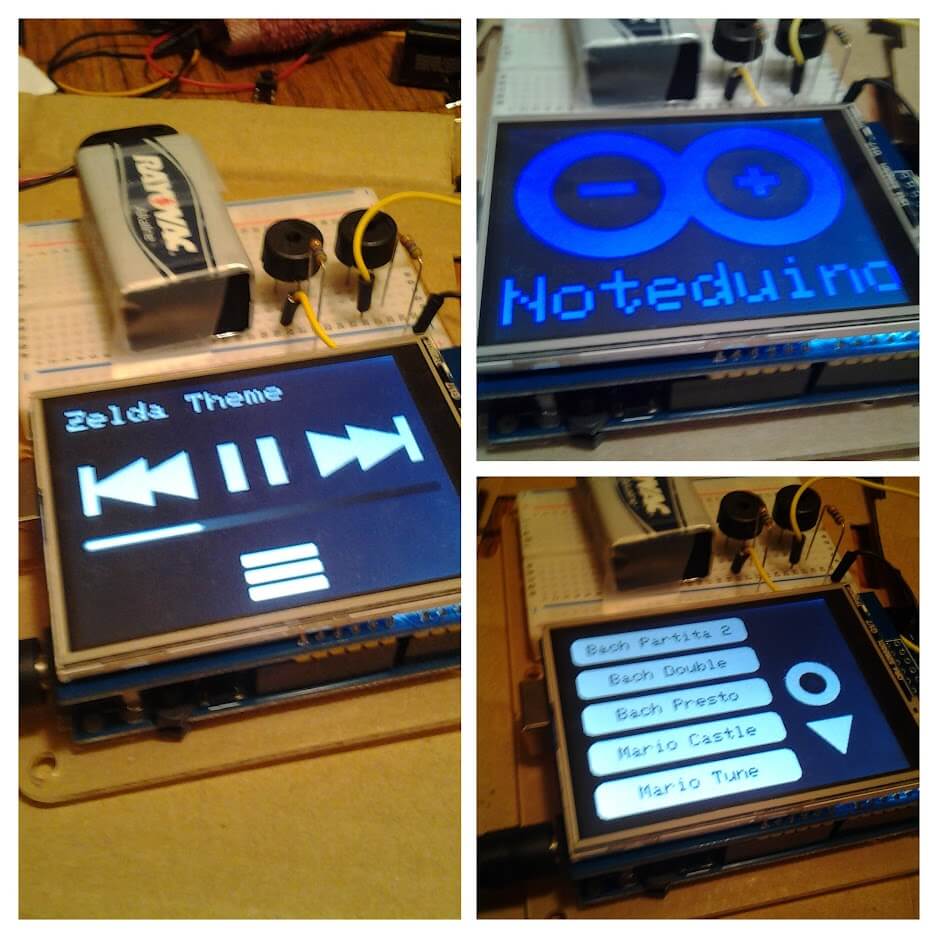 RAYOVAC
Alkaline
Zelda Theme
- +
Noteduino
RAYOVAC
Bach Partita 2
Bach Double
Bach Presto
Mario Castle
Mario Tune